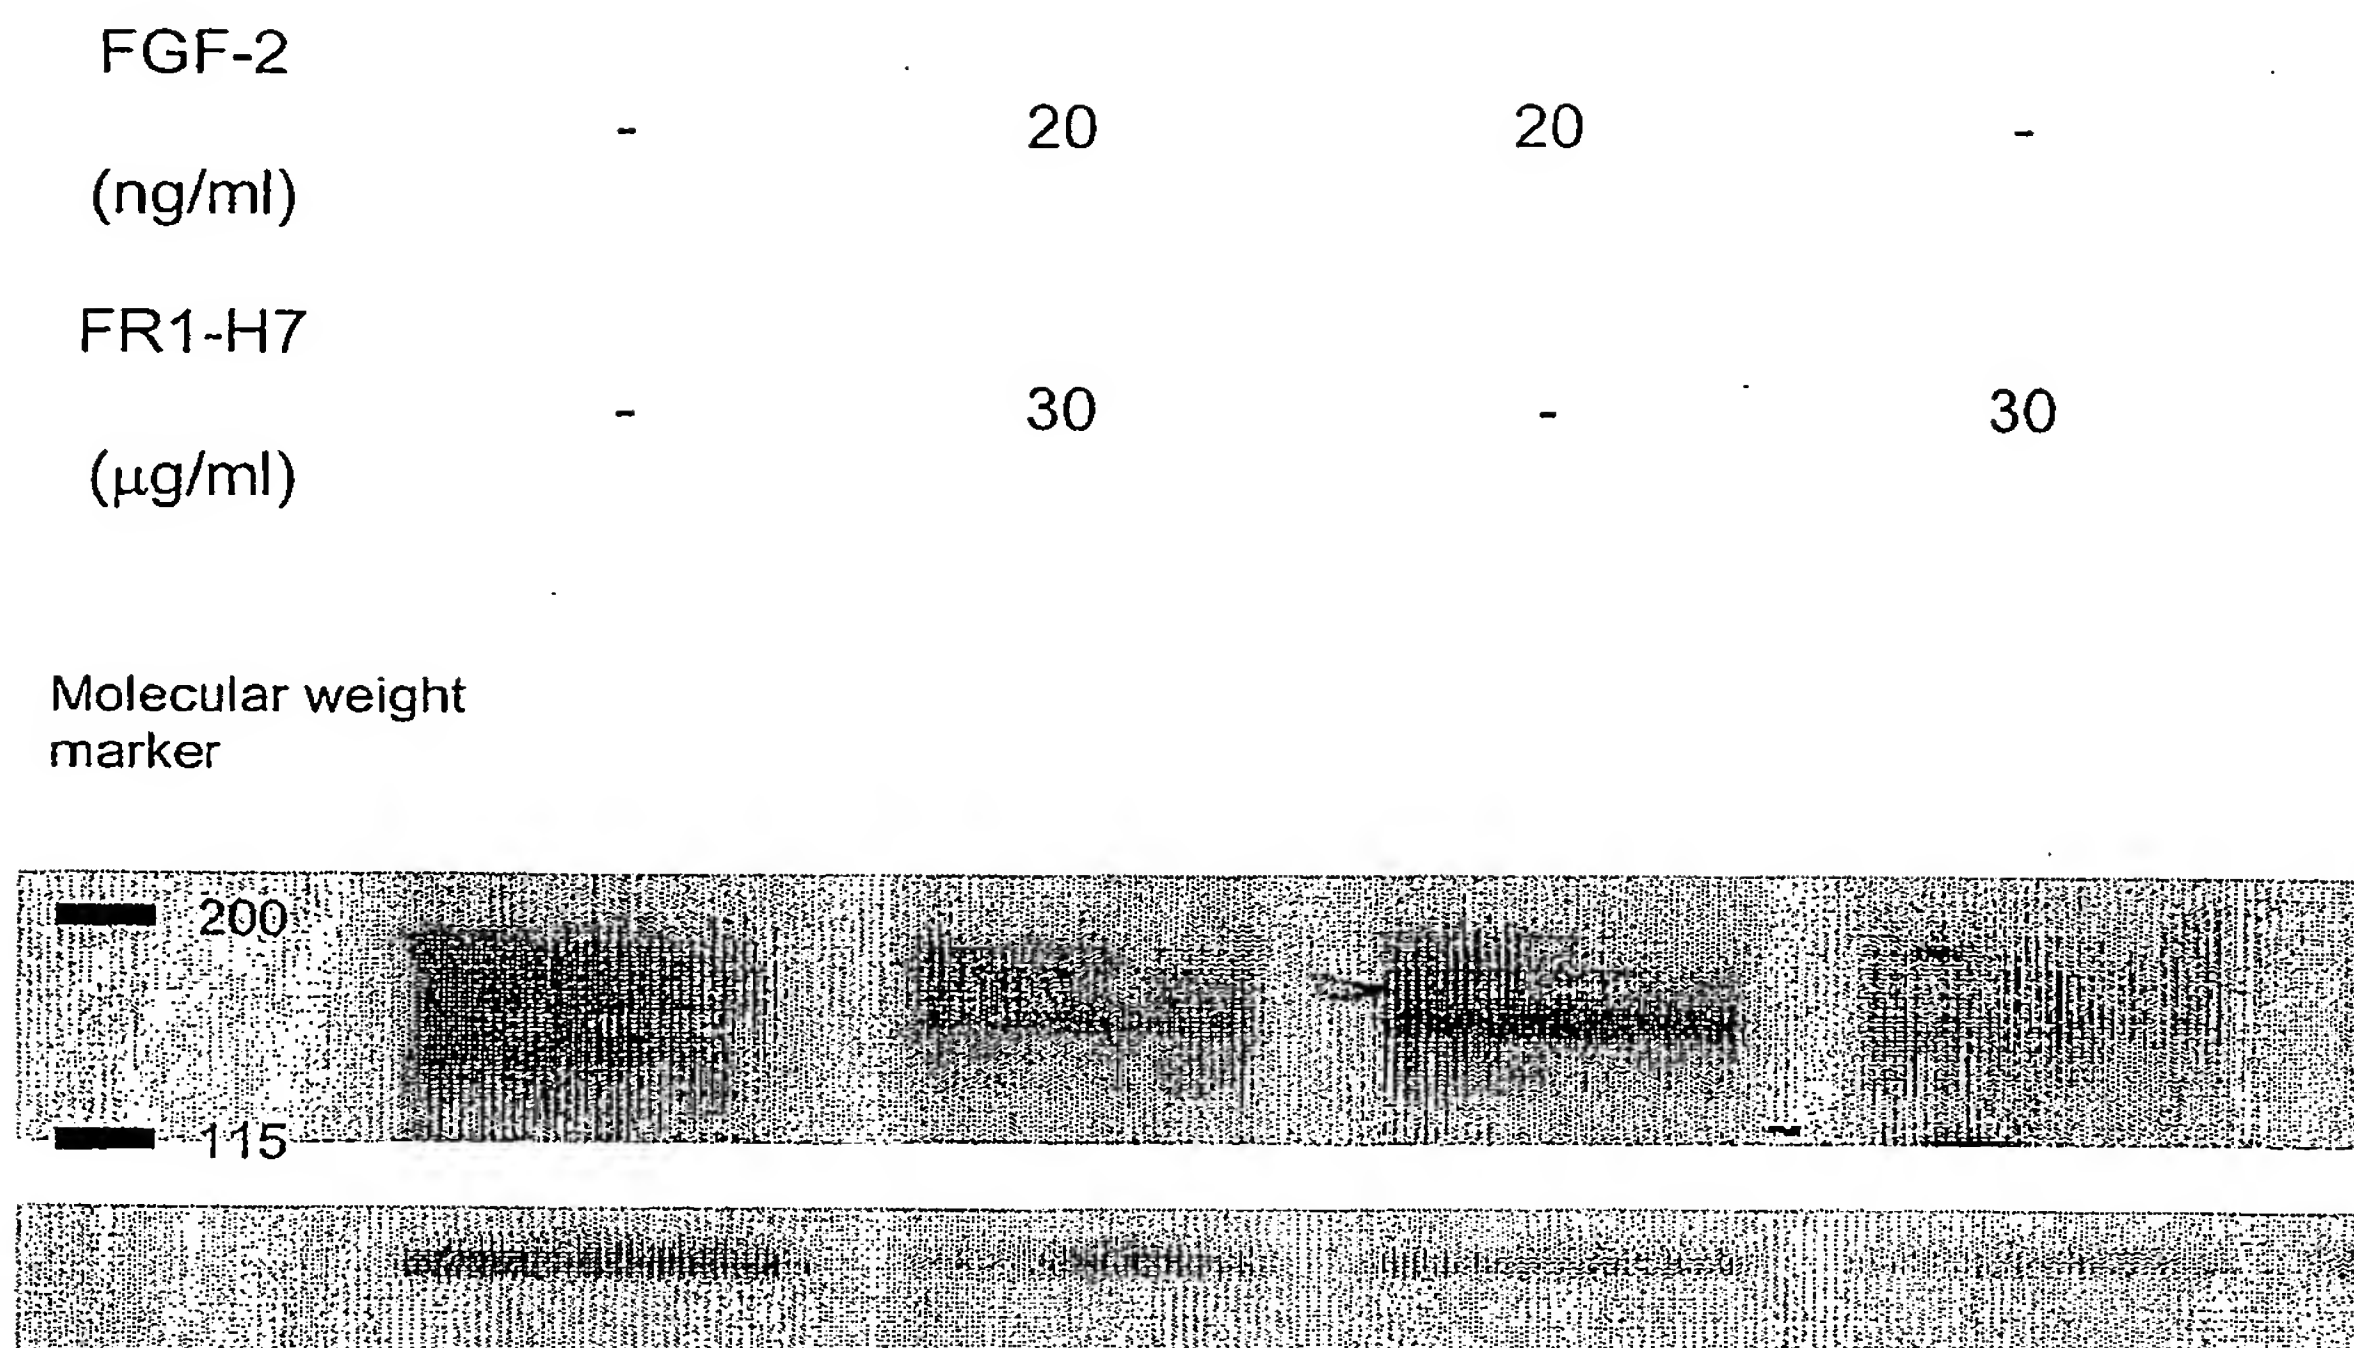 FGF-2
- 20 20 -
(ng/ml)
FR1-H7
- 30 - 30
(μg/ml)
Molecular weight
marker
200
115